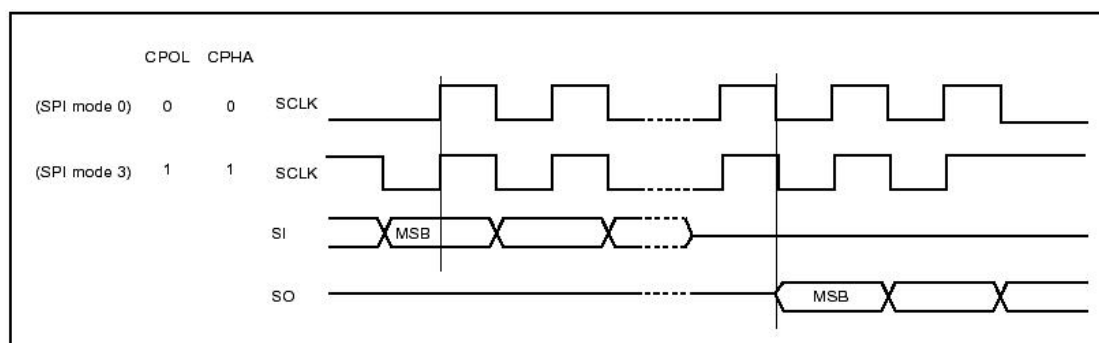 CPOL CPHA
(SPI mode 0) 0 0 SCLK
(SPI mode 3) 1 1 SCLK
SI MSB
SO MSB